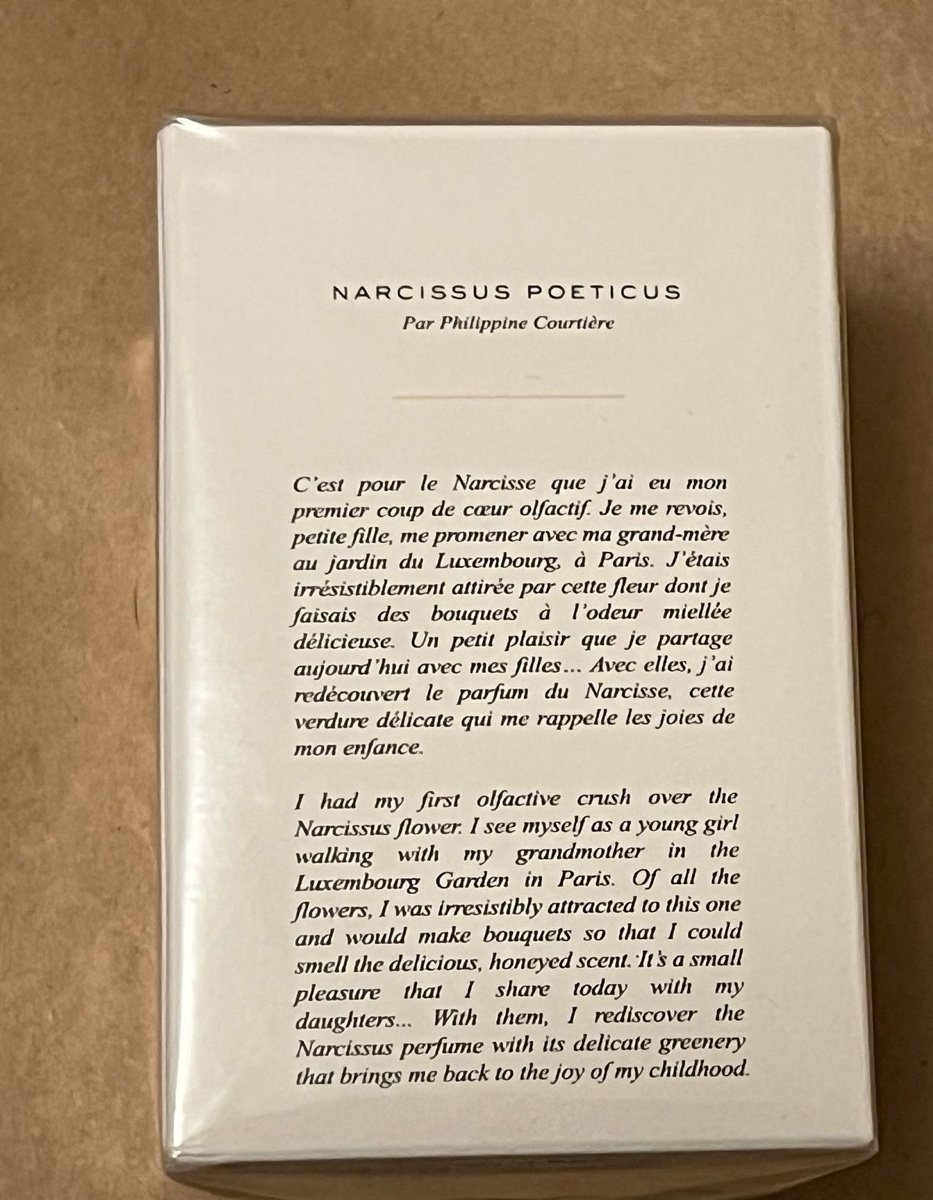 NARCISSUS POETICUS
Par Philippine Courtière
C'est pour le Narcisse que j'ai eu mon
premier coup de cœur olfactif. Je me revois,
petite fille, me promener avec ma grand-mère
au jardin du Luxembourg, à Paris. J'étais
irrésistiblement attirée par cette fleur dont je
faisais des bouquets à l'odeur miellée
délicieuse. Un petit plaisir que je partage
aujourd'hui avec mes filles... Avec elles, j'ai
redécouvert le parfum du Narcisse, cette
verdure délicate qui me rappelle les joies de
mon enfance.
I had my first olfactive crush over the
Narcissus flower. I see myself as a young girl
walking with my grandmother in the
Luxembourg Garden in Paris. Of all the
flowers, I was irresistibly attracted to this one
and would make bouquets so that I could
smell the delicious, honeyed scent. It's a small
pleasure that I share today with my
daughters... With them, I rediscover the
Narcissus perfume with its delicate greenery
that brings me back to the joy of my childhood.